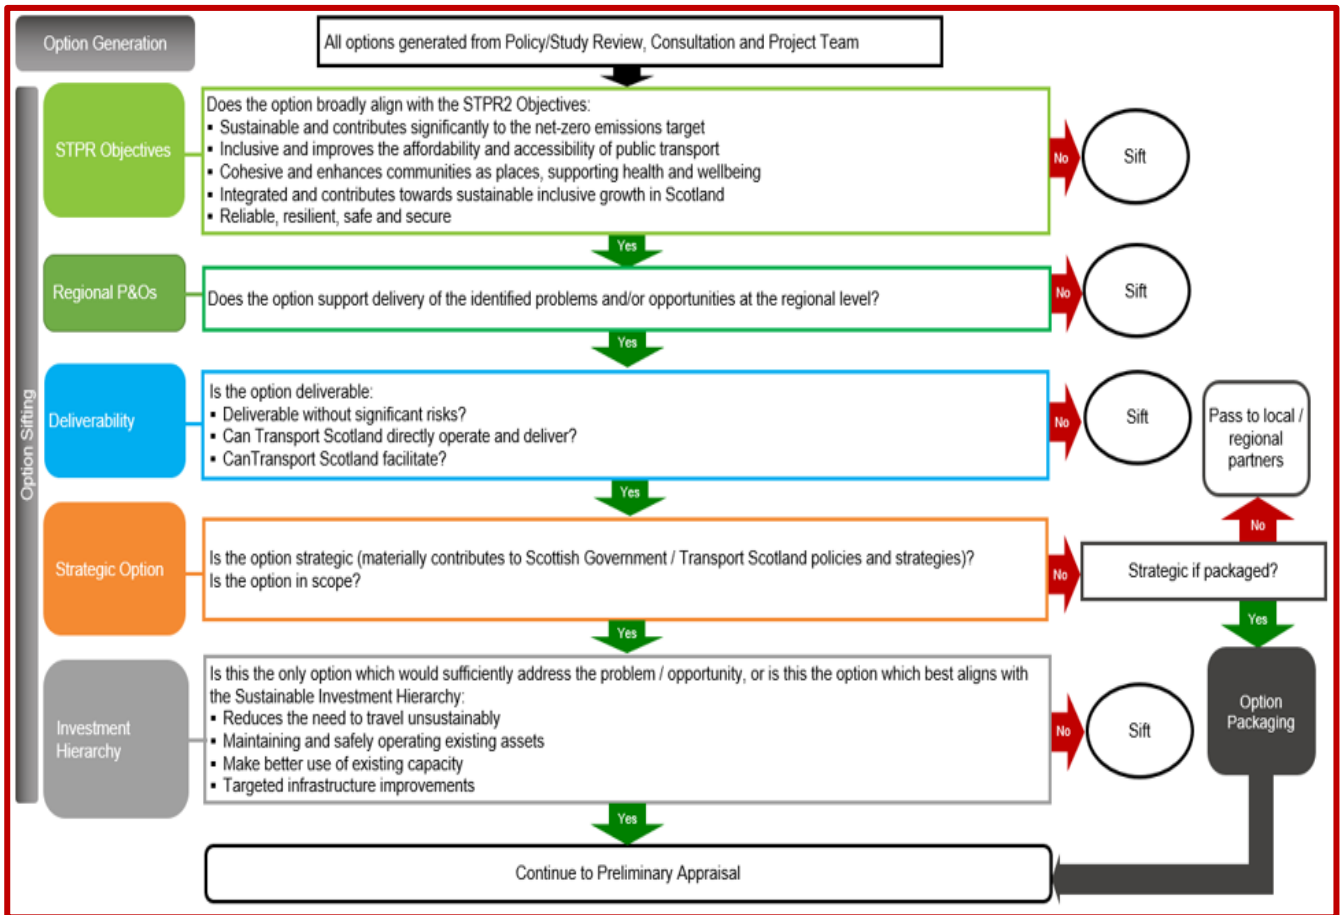 Option Generation
All options generated from Policy/Study Review, Consultation and Project Team
Option Sifting
STPR Objectives
Does the option broadly align with the STPR2 Objectives:
▪ Sustainable and contributes significantly to the net-zero emissions target
▪ Inclusive and improves the affordability and accessibility of public transport
▪ Cohesive and enhances communities as places, supporting health and wellbeing
▪ Integrated and contributes towards sustainable inclusive growth in Scotland
▪ Reliable, resilient, safe and secure
No
Sift
Yes
Regional P&Os
Does the option support delivery of the identified problems and/or opportunities at the regional level?
No
Sift
Yes
Deliverability
Is the option deliverable:
▪ Deliverable without significant risks?
▪ Can Transport Scotland directly operate and deliver?
▪ CanTransport Scotland facilitate?
No
Sift
Pass to local /
regional
partners
Yes
No
Strategic Option
Is the option strategic (materially contributes to Scottish Government / Transport Scotland policies and strategies)?
Is the option in scope?
No
Strategic if packaged?
Yes
Yes
Investment
Hierarchy
Is this the only option which would sufficiently address the problem / opportunity, or is this the option which best aligns with
the Sustainable Investment Hierarchy:
▪ Reduces the need to travel unsustainably
▪ Maintaining and safely operating existing assets
▪ Make better use of existing capacity
▪ Targeted infrastructure improvements
No
Sift
Option
Packaging
Yes
Continue to Preliminary Appraisal